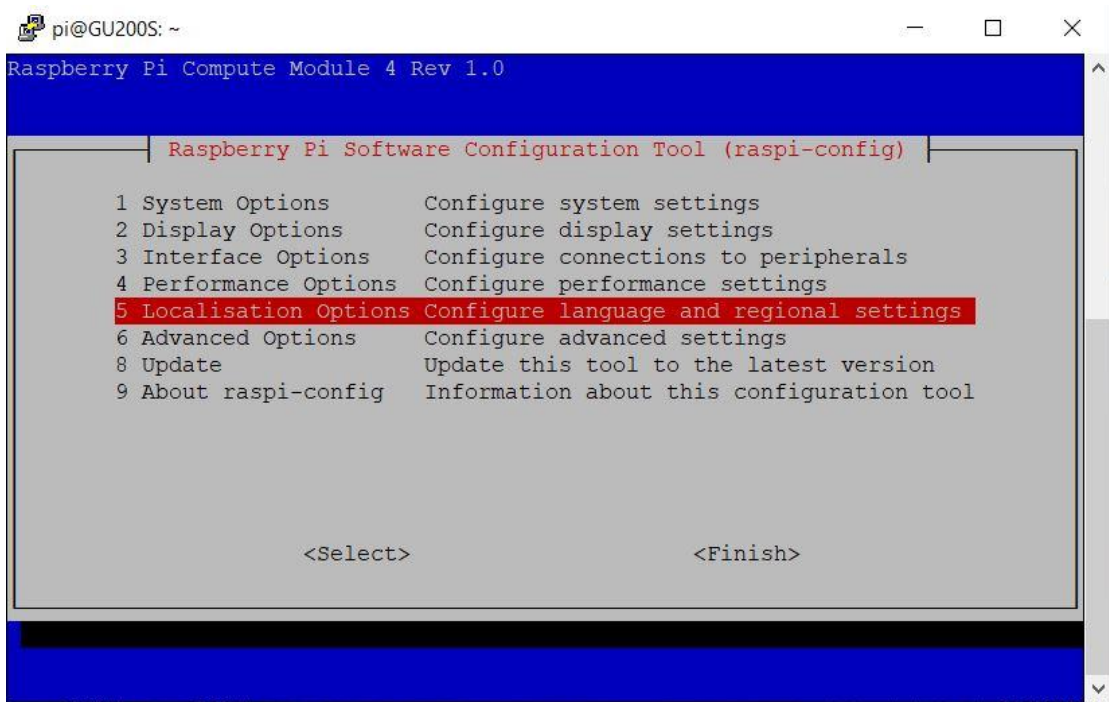 pi@GU200S: ~
Raspberry Pi Compute Module 4 Rev 1.0
Raspberry Pi Software Configuration Tool (raspi-config)
1 System Options Configure system settings
2 Display Options Configure display settings
3 Interface Options Configure connections to peripherals
4 Performance Options Configure performance settings
5 Localisation Options Configure language and regional settings
6 Advanced Options Configure advanced settings
8 Update Update this tool to the latest version
9 About raspi-config Information about this configuration tool
<Select> <Finish>